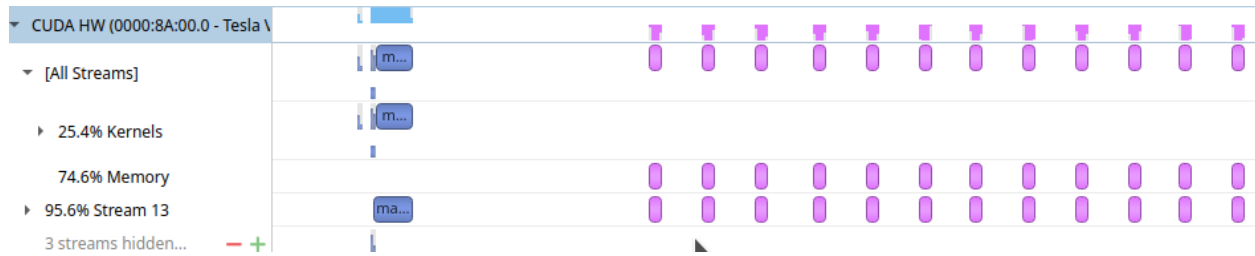 CUDA HW (0000:8A:00.0 - Tesla V
[All Streams]
m...
25.4% Kernels
m...
74.6% Memory
95.6% Stream 13
ma...
3 streams hidden...